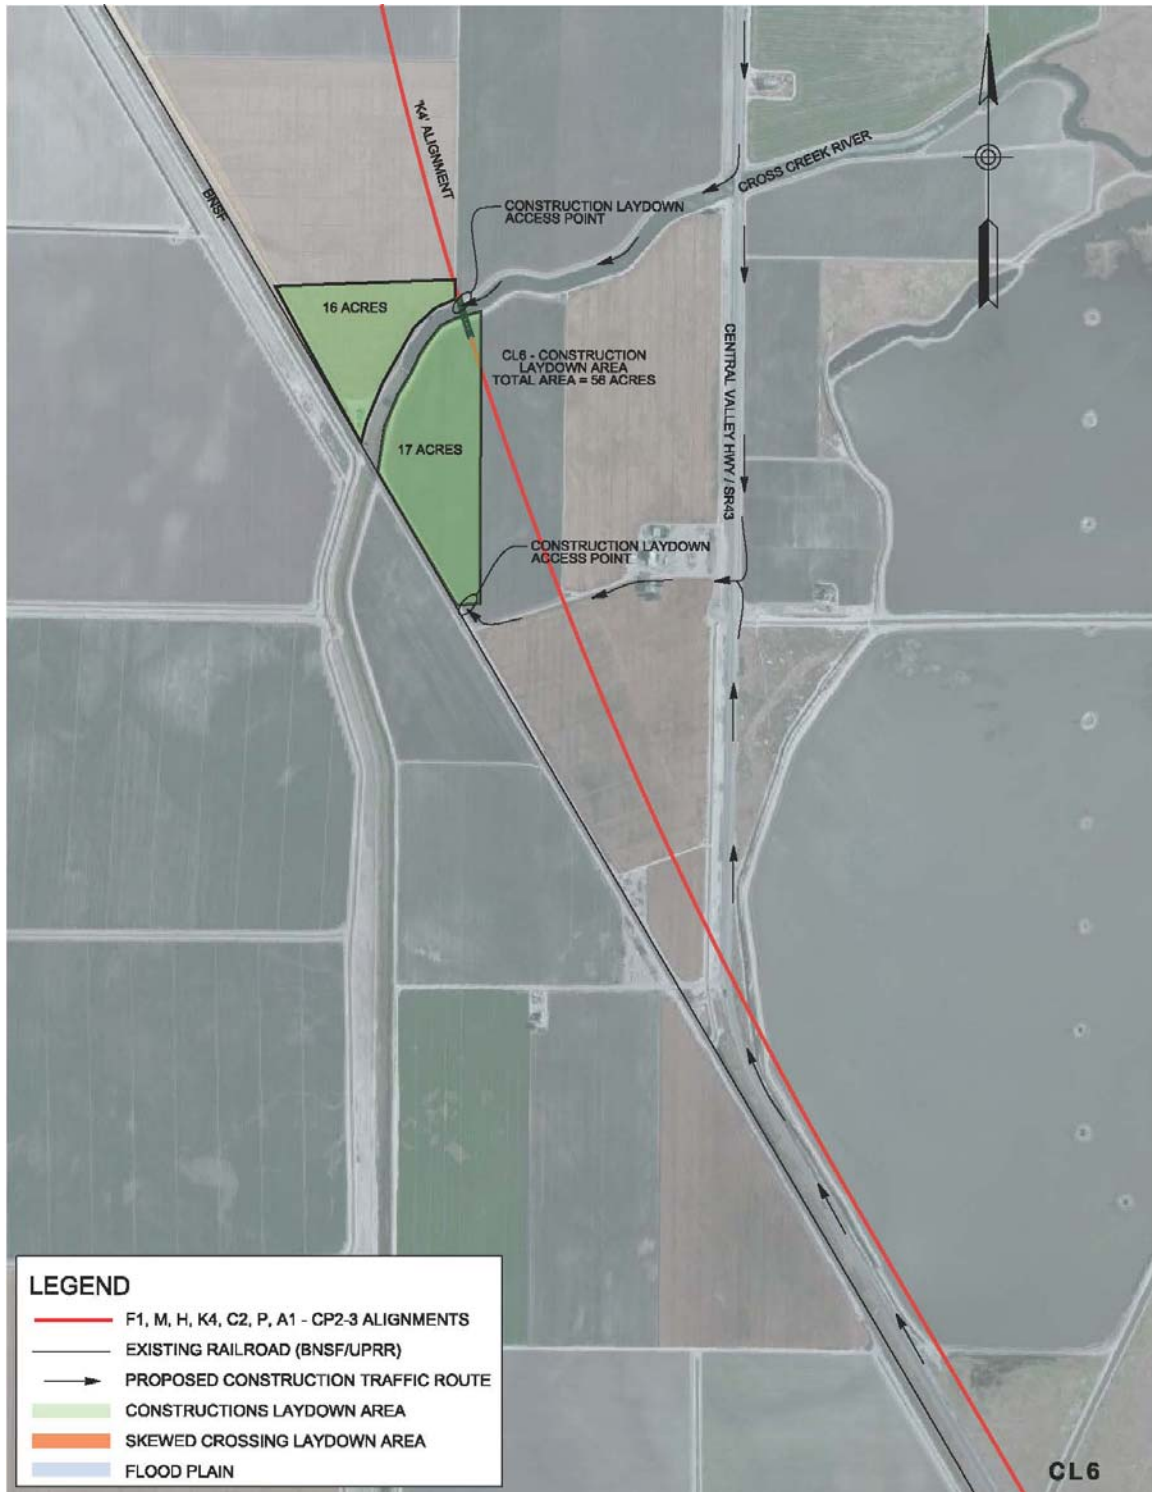 'K4' ALIGNMENT
BNSF
CROSS CREEK RIVER
CONSTRUCTION LAYDOWN
ACCESS POINT
16 ACRES
CL6 - CONSTRUCTION
LAYDOWN AREA
TOTAL AREA = 56 ACRES
CENTRAL VALLEY HWY / SR43
17 ACRES
CONSTRUCTION LAYDOWN
ACCESS POINT
LEGEND
F1, M, H, K4, C2, P, A1 - CP2-3 ALIGNMENTS
EXISTING RAILROAD (BNSF/UPRR)
PROPOSED CONSTRUCTION TRAFFIC ROUTE
CONSTRUCTIONS LAYDOWN AREA
SKEWED CROSSING LAYDOWN AREA
FLOOD PLAIN
CL6